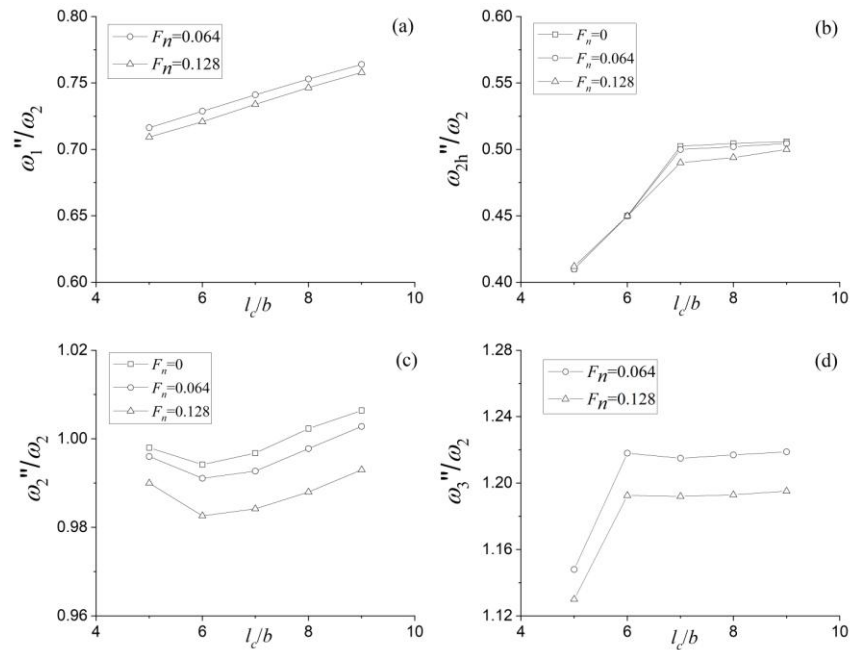 (a)
Fn=0.064
Fn=0.128
0.80
0.75
0.70
0.65
0.60
4
6
8
10
ω1''/ω2
lc/b
(b)
Fn=0
Fn=0.064
Fn=0.128
0.60
0.55
0.50
0.45
0.40
4
6
8
10
ω2h''/ω2
lc/b
(c)
Fn=0
Fn=0.064
Fn=0.128
1.02
1.00
0.98
0.96
4
6
8
10
ω2''/ω2
lc/b
(d)
Fn=0.064
Fn=0.128
1.28
1.24
1.20
1.16
1.12
4
6
8
10
ω3''/ω2
lc/b